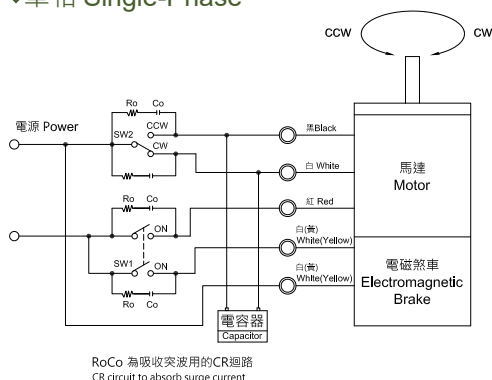 單相 Single-Phase
CCW
CW
Ro Co
電源 Power
CCW
SW2
CW
黑Black
白 White
馬達
Motor
Ro Co
紅 Red
ON
白(黃)
White(Yellow)
SW1
ON
白(黃)
White(Yellow)
電磁煞車
Electromagnetic
Brake
Ro Co
電容器
Capacitor
RoCo 為吸收突波用的CR迴路
CR circuit to absorb surge current